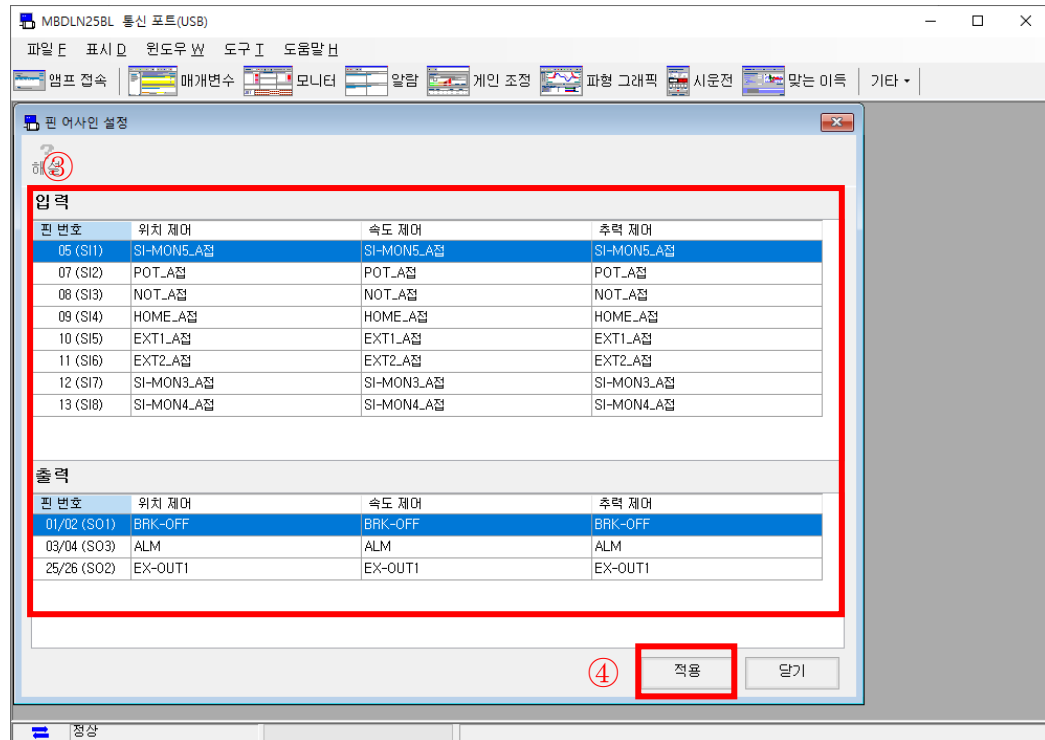 MBDLN25BL 통신 포트(USB)
파일 F 표시 D 윈도우 W 도구 T 도움말 H
앰프 접속 매개변수 모니터 알람 게인 조정 파형 그래픽 시운전 맞는 이득 기타
핀 어사인 설정
?
해설
③
입력
핀 번호 위치 제어 속도 제어 추력 제어
05 (SI1) SI-MON5_A접 SI-MON5_A접 SI-MON5_A접
07 (SI2) POT_A접 POT_A접 POT_A접
08 (SI3) NOT_A접 NOT_A접 NOT_A접
09 (SI4) HOME_A접 HOME_A접 HOME_A접
10 (SI5) EXT1_A접 EXT1_A접 EXT1_A접
11 (SI6) EXT2_A접 EXT2_A접 EXT2_A접
12 (SI7) SI-MON3_A접 SI-MON3_A접 SI-MON3_A접
13 (SI8) SI-MON4_A접 SI-MON4_A접 SI-MON4_A접
출력
핀 번호 위치 제어 속도 제어 추력 제어
01/02 (SO1) BRK-OFF BRK-OFF BRK-OFF
03/04 (SO3) ALM ALM ALM
25/26 (SO2) EX-OUT1 EX-OUT1 EX-OUT1
④ 적용 닫기
정상